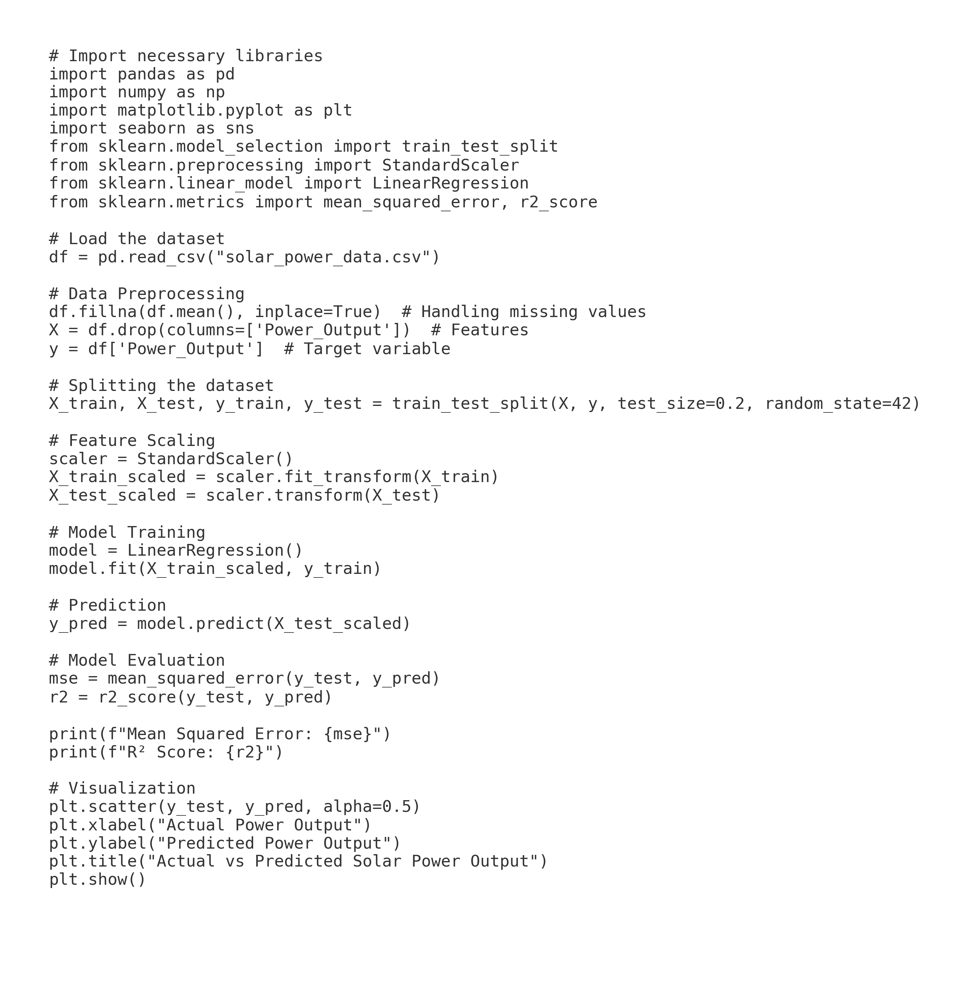 # Import necessary libraries
import pandas as pd
import numpy as np
import matplotlib.pyplot as plt
import seaborn as sns
from sklearn.model_selection import train_test_split
from sklearn.preprocessing import StandardScaler
from sklearn.linear_model import LinearRegression
from sklearn.metrics import mean_squared_error, r2_score

# Load the dataset
df = pd.read_csv("solar_power_data.csv")

# Data Preprocessing
df.fillna(df.mean(), inplace=True)  # Handling missing values
X = df.drop(columns=['Power_Output'])  # Features
y = df['Power_Output']  # Target variable

# Splitting the dataset
X_train, X_test, y_train, y_test = train_test_split(X, y, test_size=0.2, random_state=42)

# Feature Scaling
scaler = StandardScaler()
X_train_scaled = scaler.fit_transform(X_train)
X_test_scaled = scaler.transform(X_test)

# Model Training
model = LinearRegression()
model.fit(X_train_scaled, y_train)

# Prediction
y_pred = model.predict(X_test_scaled)

# Model Evaluation
mse = mean_squared_error(y_test, y_pred)
r2 = r2_score(y_test, y_pred)

print(f"Mean Squared Error: {mse}")
print(f"R² Score: {r2}")

# Visualization
plt.scatter(y_test, y_pred, alpha=0.5)
plt.xlabel("Actual Power Output")
plt.ylabel("Predicted Power Output")
plt.title("Actual vs Predicted Solar Power Output")
plt.show()